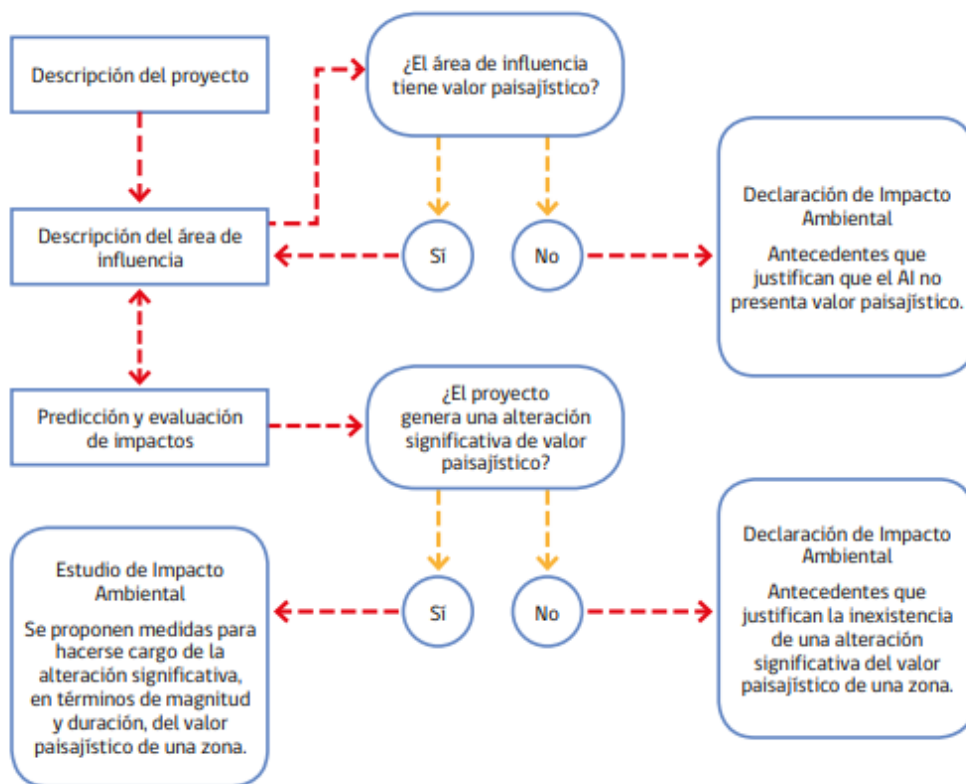 Descripción del proyecto
¿El área de influencia
tiene valor paisajístico?
Descripción del área de
influencia
Sí
No
Declaración de Impacto
Ambiental
Antecedentes que
justifican que el AI no
presenta valor paisajístico.
Predicción y evaluación
de impactos
¿El proyecto
genera una alteración
significativa de valor
paisajístico?
Estudio de Impacto
Ambiental
Se proponen medidas para
hacerse cargo de la
alteración significativa,
en términos de magnitud
y duración, del valor
paisajístico de una zona.
Sí
No
Declaración de Impacto
Ambiental
Antecedentes que
justifican la inexistencia
de una alteración
significativa del valor
paisajístico de una zona.